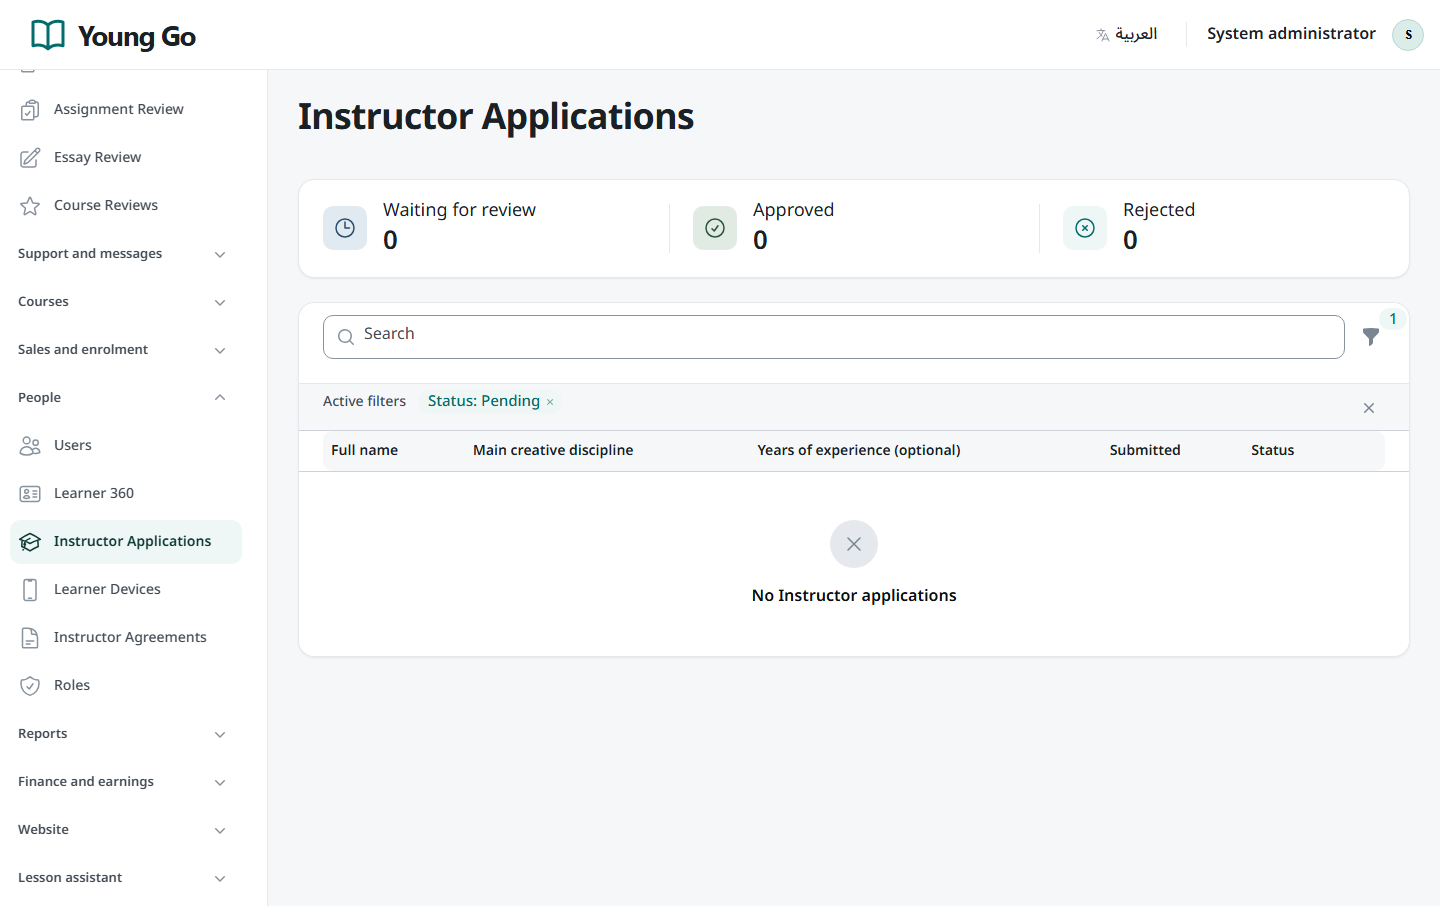 Young Go
العربية
System administrator
S
Assignment Review
Essay Review
Course Reviews
Support and messages
Courses
Sales and enrolment
People
Users
Learner 360
Instructor Applications
Learner Devices
Instructor Agreements
Roles
Reports
Finance and earnings
Website
Lesson assistant
Instructor Applications
Waiting for review
0
Approved
0
Rejected
0
Search
1
Active filters
Status: Pending ×
Full name
Main creative discipline
Years of experience (optional)
Submitted
Status
No Instructor applications